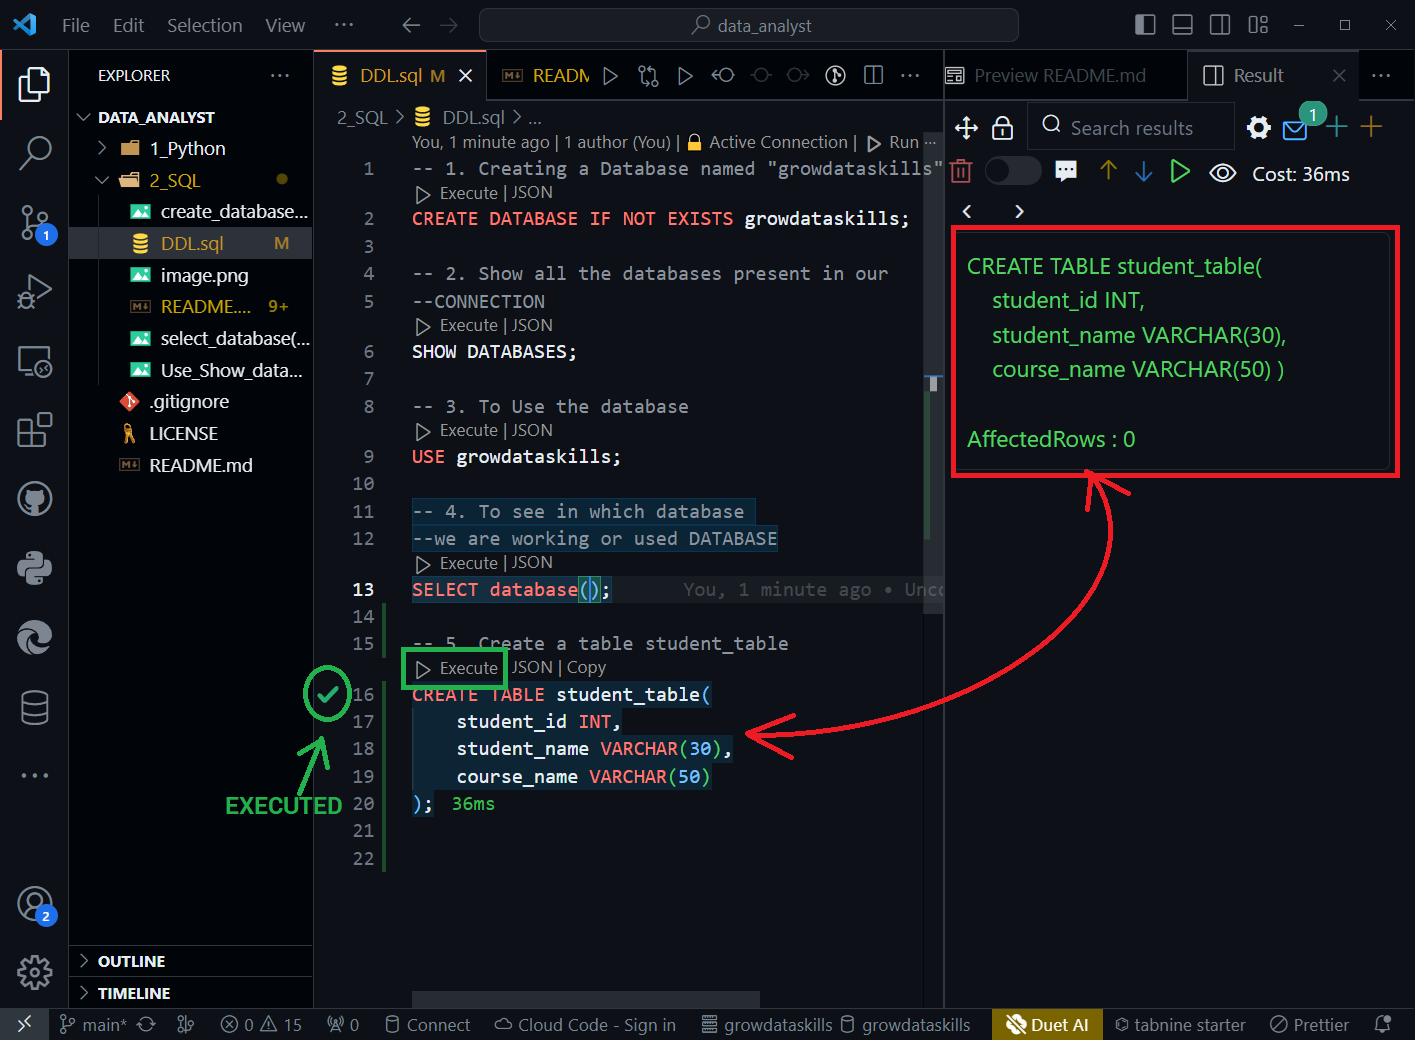 File Edit Selection View ··· data_analyst
EXPLORER ···
DATA_ANALYST
1_Python
2_SQL
create_database...
DDL.sql M
image.png
README.... 9+
select_database(...
Use_Show_data...
.gitignore
LICENSE
README.md
OUTLINE
TIMELINE
1
2
DDL.sql M
READM
···
2_SQL > DDL.sql > ...
You, 1 minute ago | 1 author (You) | Active Connection | Run ···
1 -- 1. Creating a Database named "growdataskills"
Execute | JSON
2 CREATE DATABASE IF NOT EXISTS growdataskills;
3
4 -- 2. Show all the databases present in our
5 --CONNECTION
Execute | JSON
6 SHOW DATABASES;
7
8 -- 3. To Use the database
Execute | JSON
9 USE growdataskills;
10
11 -- 4. To see in which database
12 --we are working or used DATABASE
Execute | JSON
13 SELECT database(); You, 1 minute ago • Unco
14
15 -- 5. Create a table student_table
Execute JSON | Copy
16 CREATE TABLE student_table(
17 student_id INT,
18 student_name VARCHAR(30),
19 course_name VARCHAR(50)
20 ); 36ms
21
22
EXECUTED
Preview README.md
Result
···
Search results
1
Cost: 36ms
CREATE TABLE student_table(
student_id INT,
student_name VARCHAR(30),
course_name VARCHAR(50) )
AffectedRows : 0
main* 0 15 0 Connect Cloud Code - Sign in growdataskills growdataskills Duet AI tabnine starter Prettier